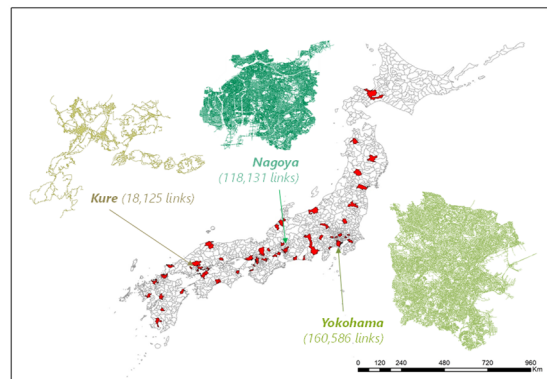 Nagoya
(118,131 links)
Kure (18,125 links)
Yokohama
(160,586 links)
0 120 240 480 720 960
Km